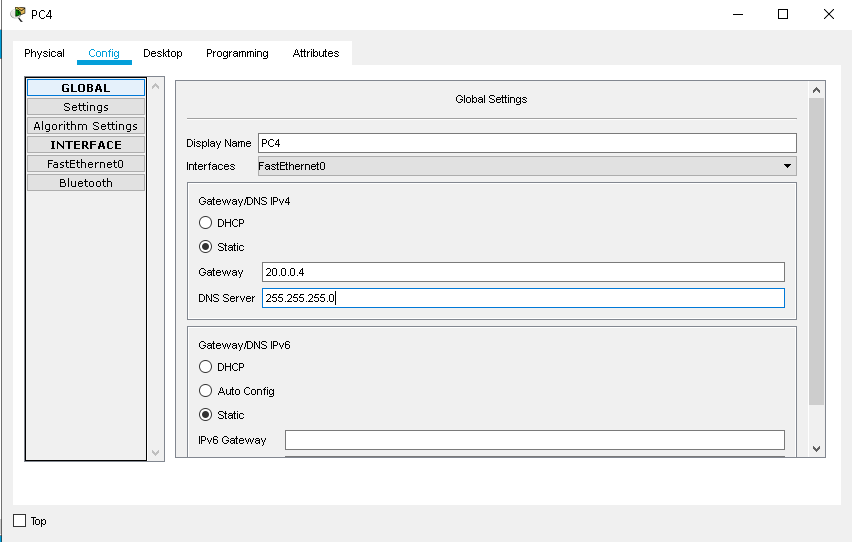 PC4
Physical Config Desktop Programming Attributes
GLOBAL
Settings
Algorithm Settings
INTERFACE
FastEthernet0
Bluetooth
Global Settings
Display Name PC4
Interfaces FastEthernet0
Gateway/DNS IPv4
DHCP
Static
Gateway 20.0.0.4
DNS Server 255.255.255.0
Gateway/DNS IPv6
DHCP
Auto Config
Static
IPv6 Gateway
Top